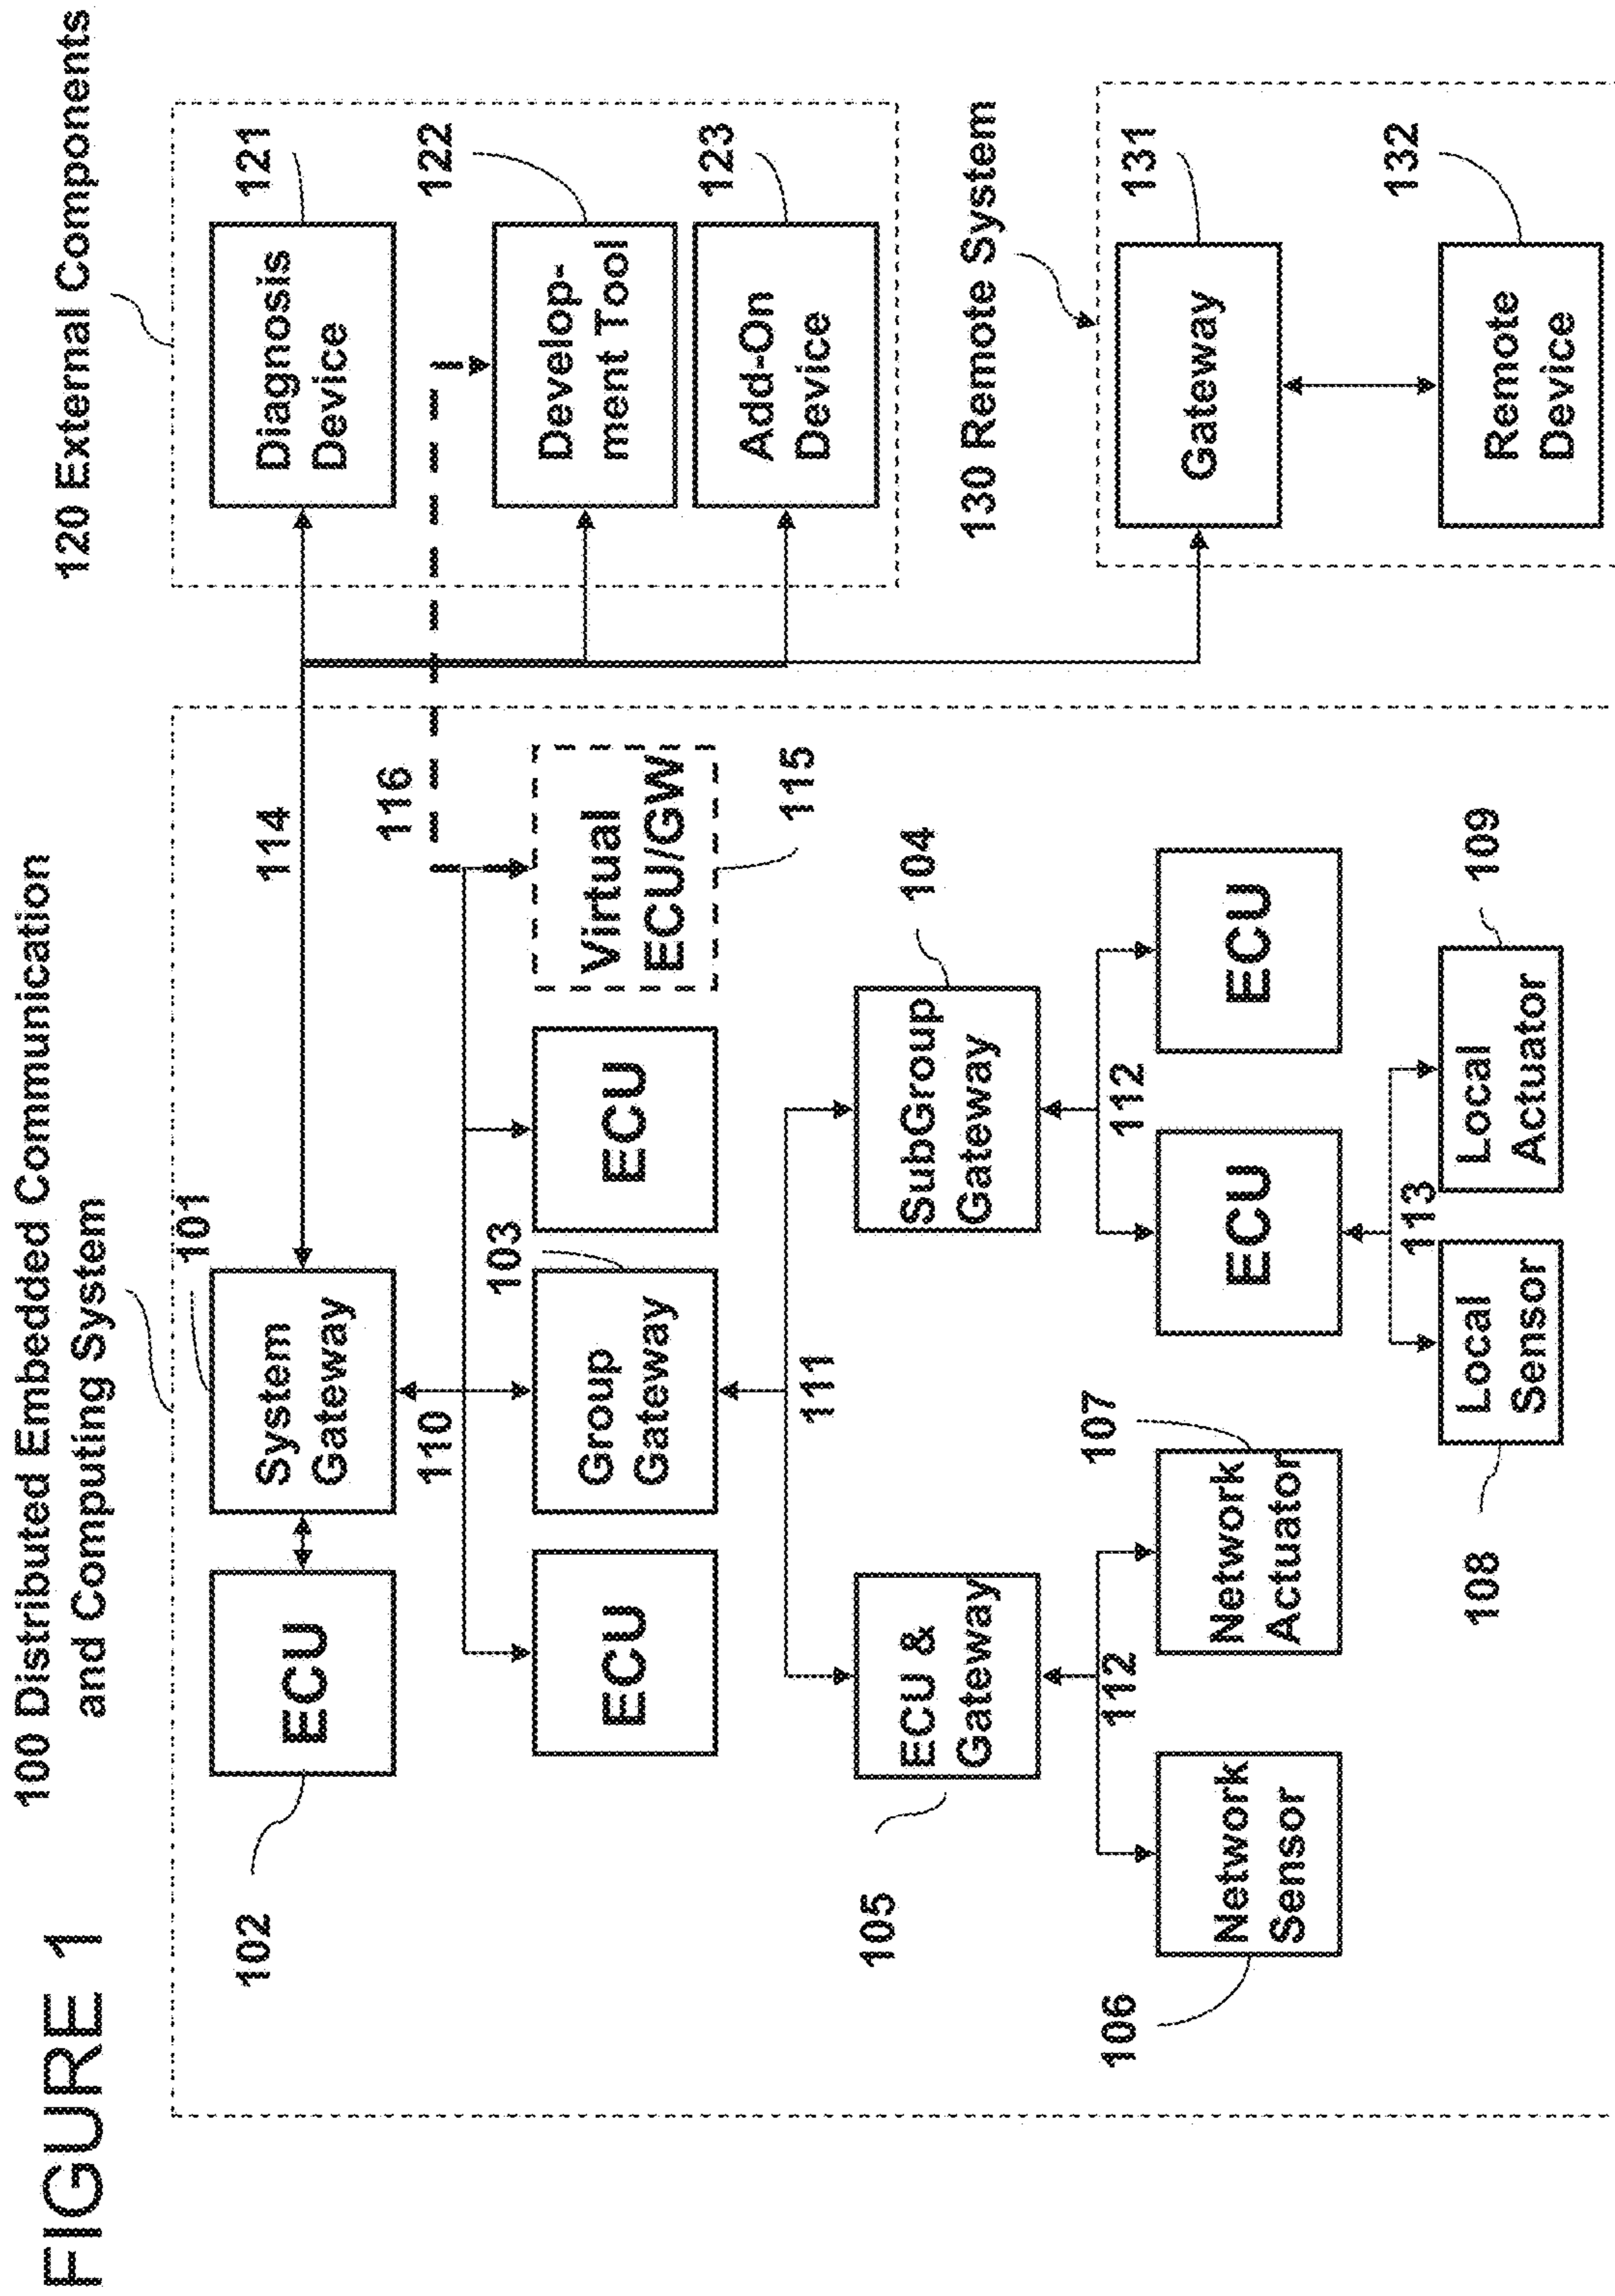 FIGURE 1
100 Distributed Embedded Communication
and Computing System
120 External Components
101
102
ECU
System
Gateway
114
121
Diagnosis
Device
110
116
122
103
ECU
Group
Gateway
ECU
Virtual
ECU/GW
115
Develop-
ment Tool
123
Add-On
Device
111
105
ECU &
Gateway
104
SubGroup
Gateway
130 Remote System
131
Gateway
112
112
106
Network
Sensor
107
Network
Actuator
ECU
ECU
113
108
Local
Sensor
Local
Actuator
109
132
Remote
Device